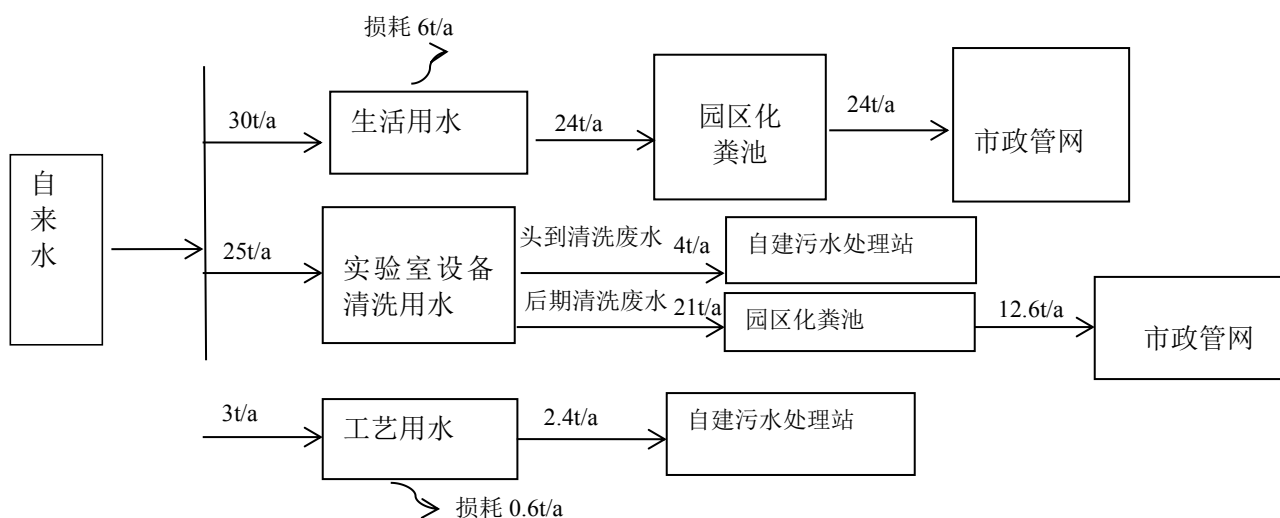 损耗 6t/a
30t/a
生活用水
24t/a
园区化
粪池
24t/a
市政管网
自
来
水
25t/a
实验室设备
清洗用水
头到清洗废水
4t/a
自建污水处理站
后期清洗废水
21t/a
园区化粪池
12.6t/a
市政管网
3t/a
工艺用水
2.4t/a
自建污水处理站
损耗 0.6t/a